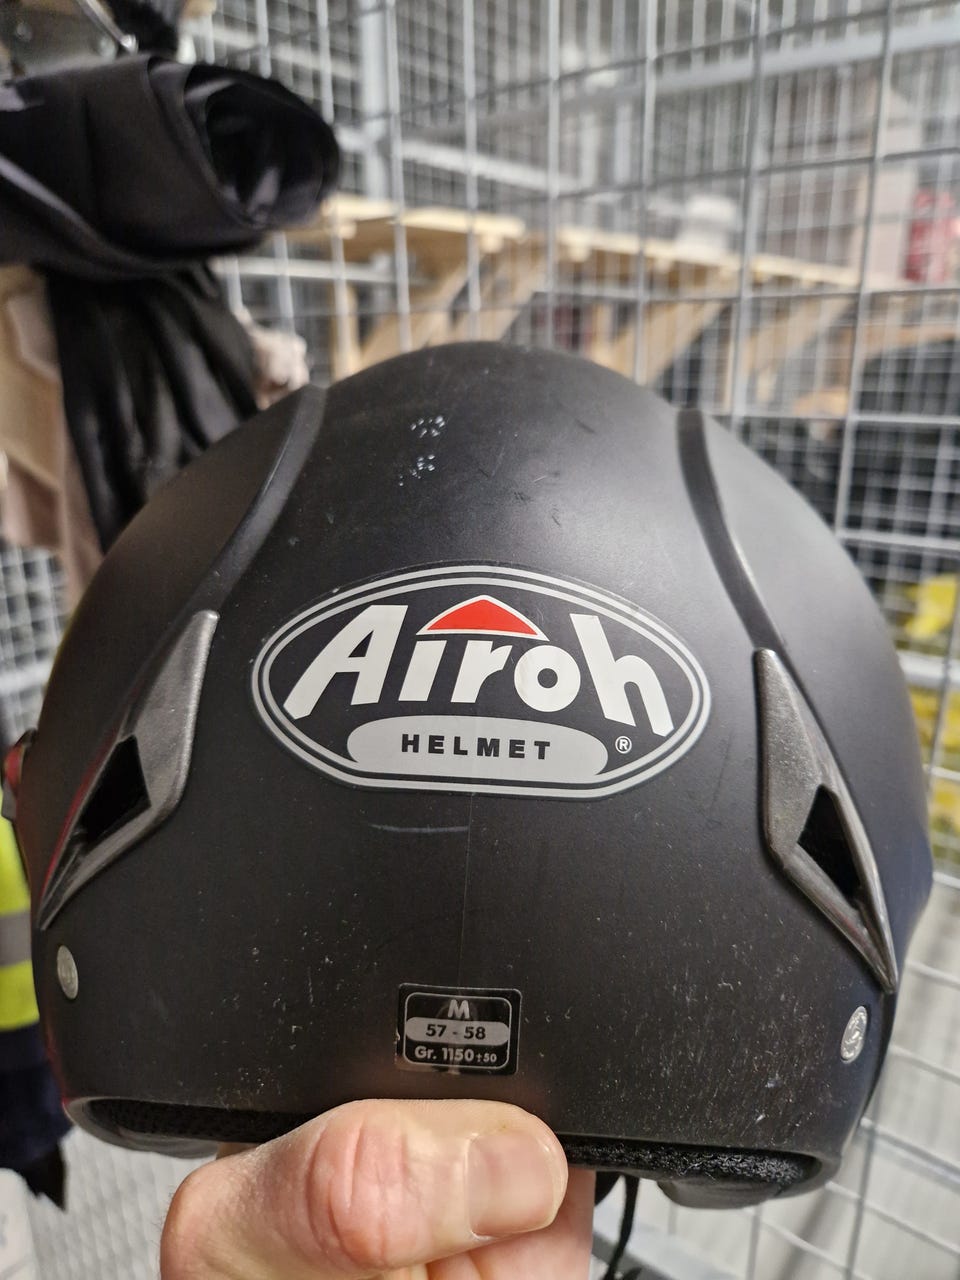 Airoh
HELMET ®
M
57 - 58
Gr. 1150±50